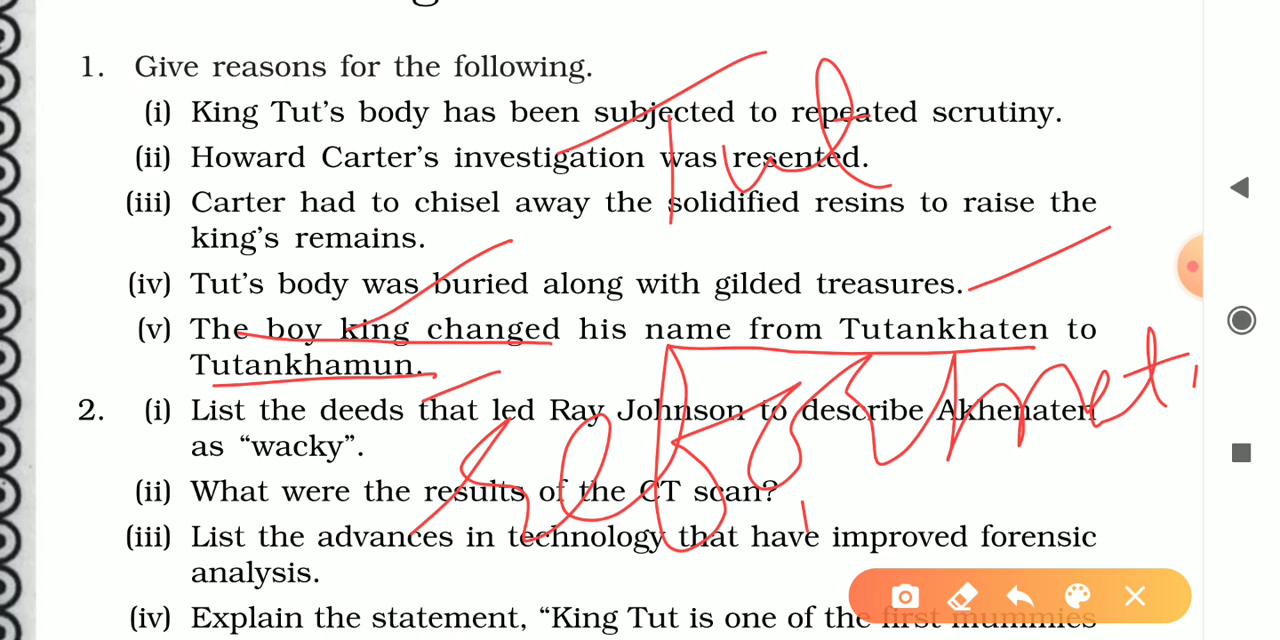 1. Give reasons for the following.
(i) King Tut's body has been subjected to repeated scrutiny.
(ii) Howard Carter's investigation was resented.
(iii) Carter had to chisel away the solidified resins to raise the
king's remains.
(iv) Tut's body was buried along with gilded treasures.
(v) The boy king changed his name from Tutankhaten to
Tutankhamun.
2. (i) List the deeds that led Ray Johnson to describe Akhenaten
as “wacky”.
(ii) What were the results of the CT scan?
(iii) List the advances in technology that have improved forensic
analysis.
(iv) Explain the statement, “King Tut is one of the first mummies
Tut